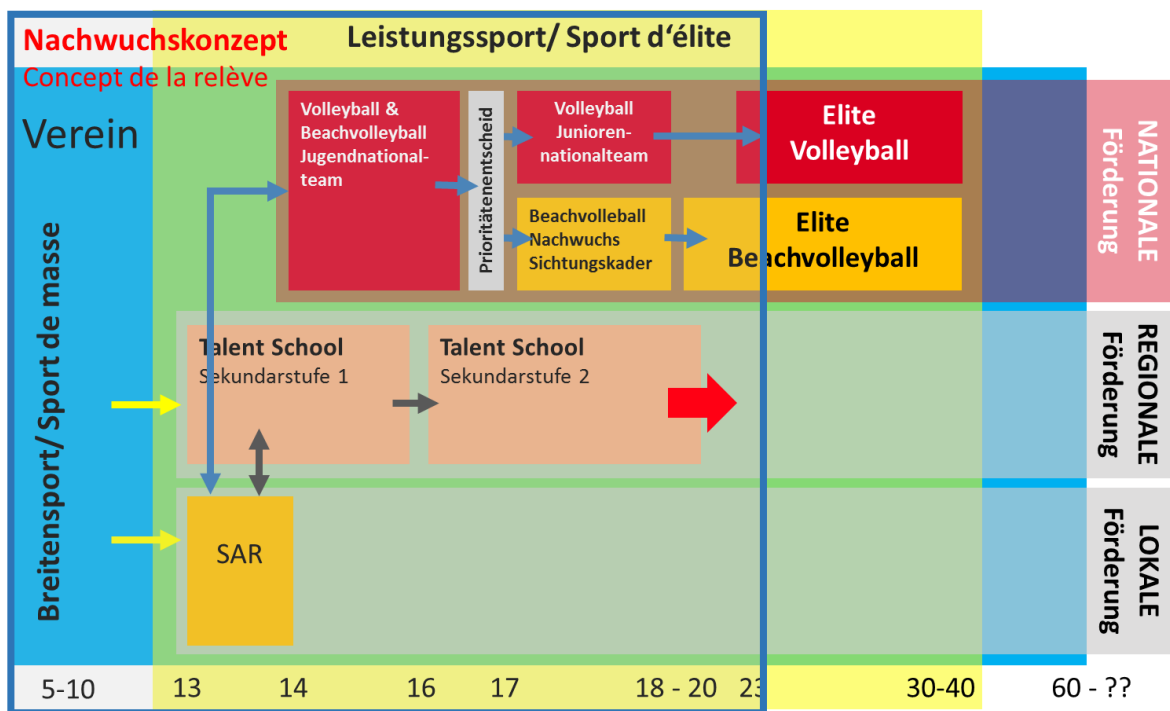 Nachwuchskonzept
Concept de la relève
Leistungssport/ Sport d‘élite
Verein
Breitensport/ Sport de masse
Volleyball &
Beachvolleyball
Jugendnational-
team
Prioritätenentscheid
Volleyball
Junioren-
nationalteam
Elite
Volleyball
Beachvolleball
Nachwuchs
Sichtungskader
Elite
Beachvolleyball
NATIONALE
Förderung
Talent School
Sekundarstufe 1
Talent School
Sekundarstufe 2
REGIONALE
Förderung
SAR
LOKALE
Förderung
5-10 13 14 16 17 18 - 20 23 30-40 60 - ??